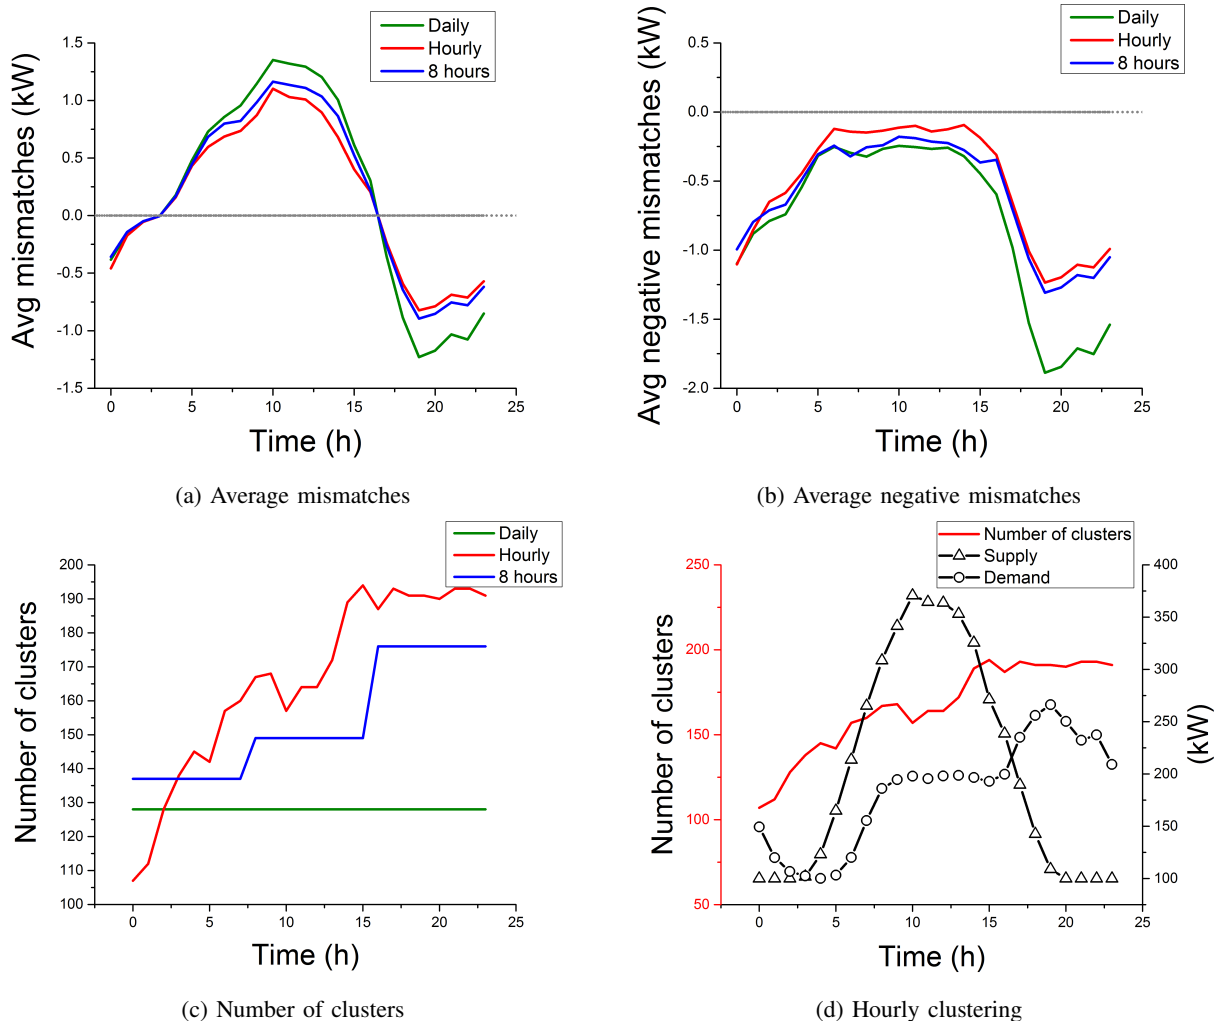 Daily
Hourly
8 hours
Avg mismatches (kW)
1.5
1.0
0.5
0.0
-0.5
-1.0
-1.5
0 5 10 15 20 25
Time (h)
(a) Average mismatches
Daily
Hourly
8 hours
Avg negative mismatches (kW)
0.5
0.0
-0.5
-1.0
-1.5
-2.0
0 5 10 15 20 25
Time (h)
(b) Average negative mismatches
Daily
Hourly
8 hours
Number of clusters
200
190
180
170
160
150
140
130
120
110
100
0 5 10 15 20 25
Time (h)
(c) Number of clusters
Number of clusters
Supply
Demand
Number of clusters
250
200
150
100
50
400
350
300
250
200
150
100
(kW)
0 5 10 15 20 25
Time (h)
(d) Hourly clustering